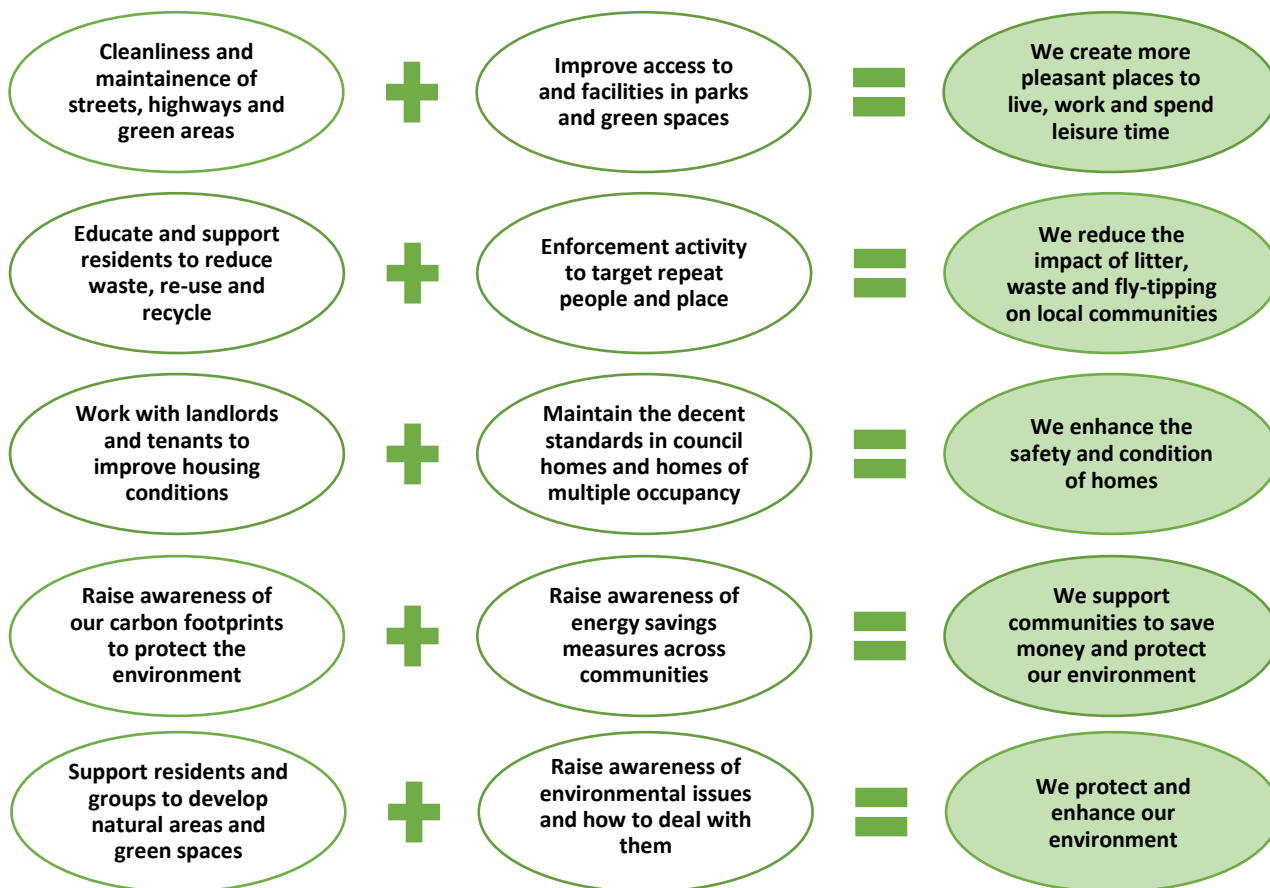 Cleanliness and
maintainence of
streets, highways and
green areas
Improve access to
and facilities in parks
and green spaces
We create more
pleasant places to
live, work and spend
leisure time
Educate and support
residents to reduce
waste, re-use and
recycle
Enforcement activity
to target repeat
people and place
We reduce the
impact of litter,
waste and fly-tipping
on local communities
Work with landlords
and tenants to
improve housing
conditions
Maintain the decent
standards in council
homes and homes of
multiple occupancy
We enhance the
safety and condition
of homes
Raise awareness of
our carbon footprints
to protect the
environment
Raise awareness of
energy savings
measures across
communities
We support
communities to save
money and protect
our environment
Support residents and
groups to develop
natural areas and
green spaces
Raise awareness of
environmental issues
and how to deal with
them
We protect and
enhance our
environment